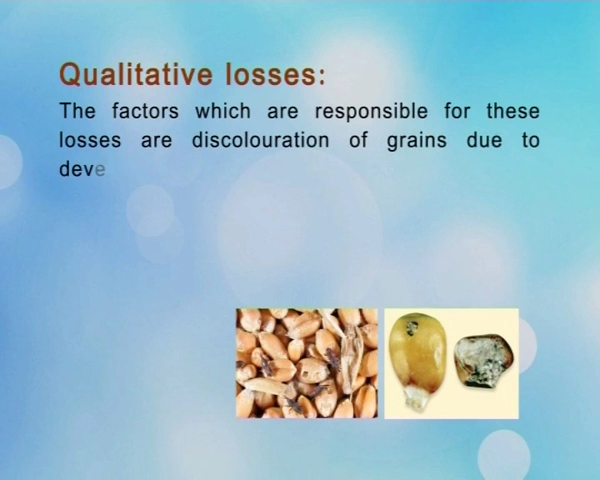 Qualitative losses:
The factors which are responsible for these
losses are discolouration of grains due to
deve